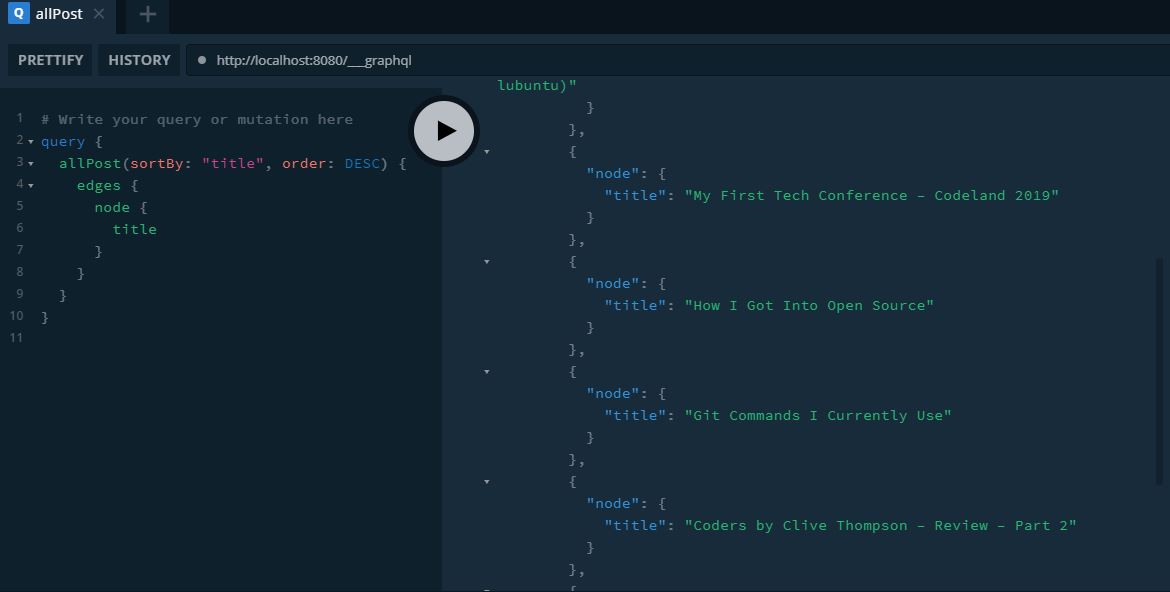 Q allPost × +
PRETTIFY HISTORY http://localhost:8080/___graphql
1 # Write your query or mutation here
2 query {
3 allPost(sortBy: "title", order: DESC) {
4 edges {
5 node {
6 title
7 }
8 }
9 }
10 }
11
lubuntu)"
}
},
{
"node": {
"title": "My First Tech Conference – Codeland 2019"
}
},
{
"node": {
"title": "How I Got Into Open Source"
}
},
{
"node": {
"title": "Git Commands I Currently Use"
}
},
{
"node": {
"title": "Coders by Clive Thompson – Review – Part 2"
}
},
{